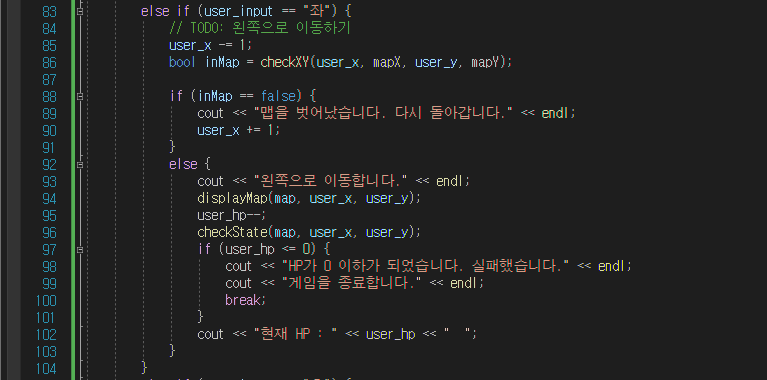 83 else if (user_input == "좌") {
84 // TODO: 왼쪽으로 이동하기
85 user_x -= 1;
86 bool inMap = checkXY(user_x, mapX, user_y, mapY);
87
88 if (inMap == false) {
89 cout << "맵을 벗어났습니다. 다시 돌아갑니다." << endl;
90 user_x += 1;
91 }
92 else {
93 cout << "왼쪽으로 이동합니다." << endl;
94 displayMap(map, user_x, user_y);
95 user_hp--;
96 checkState(map, user_x, user_y);
97 if (user_hp <= 0) {
98 cout << "HP가 0 이하가 되었습니다. 실패했습니다." << endl;
99 cout << "게임을 종료합니다." << endl;
100 break;
101 }
102 cout << "현재 HP : " << user_hp << "  ";
103 }
104 }